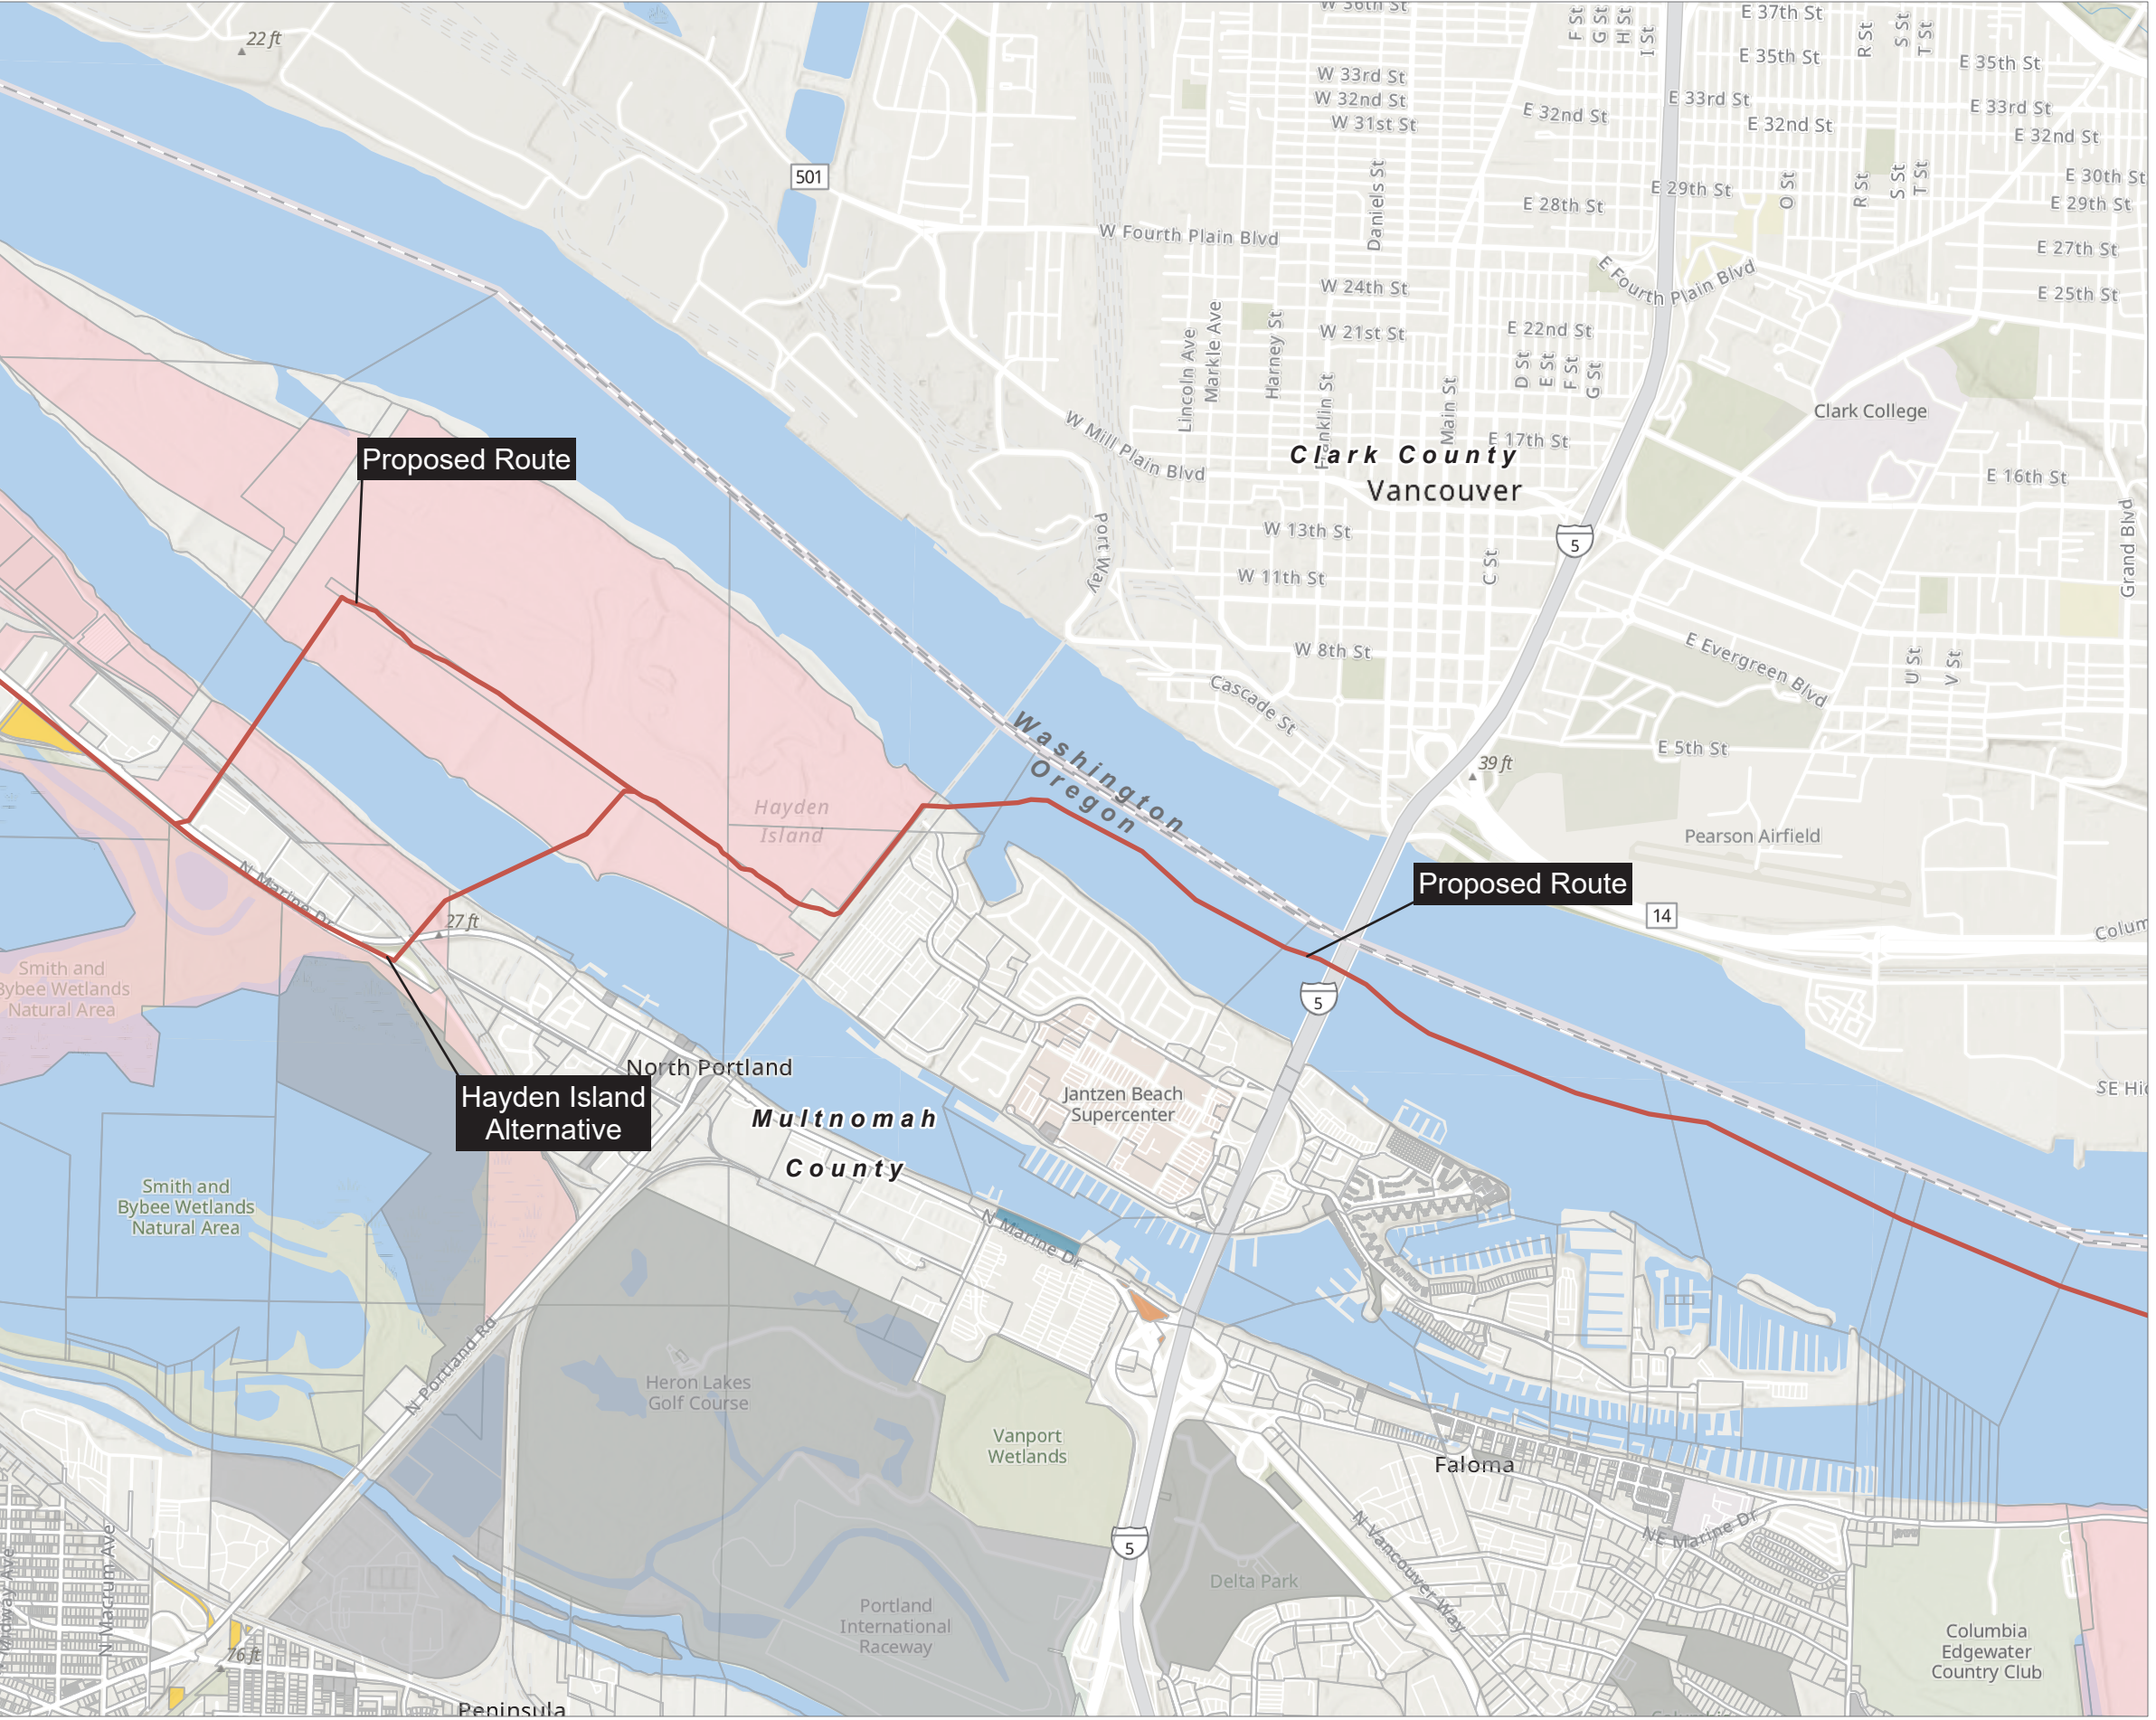 W 36th St
F St
G St
H St
I St
E 37th St
R St
S St
T St
22 ft
E 35th St
E 35th St
W 33rd St
W 32nd St
W 31st St
E 32nd St
E 33rd St
E 33rd St
E 32nd St
E 32nd St
501
Daniels St
E 29th St
O St
R St
S St
T St
E 30th St
E 28th St
E 29th St
W Fourth Plain Blvd
E 27th St
E Fourth Plain Blvd
W 24th St
E 25th St
Lincoln Ave
Markle Ave
Harney St
W 21st St
E 22nd St
D St
E St
F St
G St
Main St
Clark College
W Mill Plain Blvd
E 17th St
Clark County
Vancouver
Proposed Route
E 16th St
Grand Blvd
Port Way
W 13th St
5
C St
W 11th St
W 8th St
E Evergreen Blvd
U St
V St
Cascade St
Washington
Oregon
E 5th St
39 ft
Hayden
Island
Pearson Airfield
Proposed Route
14
N Marine Dr
27 ft
Smith and
Bybee Wetlands
Natural Area
5
North Portland
Jantzen Beach
Supercenter
Hayden Island
Alternative
Multnomah
County
Smith and
Bybee Wetlands
Natural Area
N Marine Dr
N Portland Rd
Heron Lakes
Golf Course
Vanport
Wetlands
Faloma
N Vancouver Way
NE Marine Dr
5
N Macrum Ave
Delta Park
Portland
International
Raceway
Columbia
Edgewater
Country Club
76 ft
Peninsula